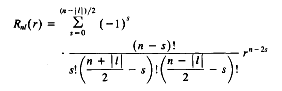 R_{nl}(r) = \sum_{s=0}^{(n-|l|)/2} (-1)^s
\cdot \frac{(n-s)!}{s!\left(\frac{n+|l|}{2}-s\right)!\left(\frac{n-|l|}{2}-s\right)!} r^{n-2s}